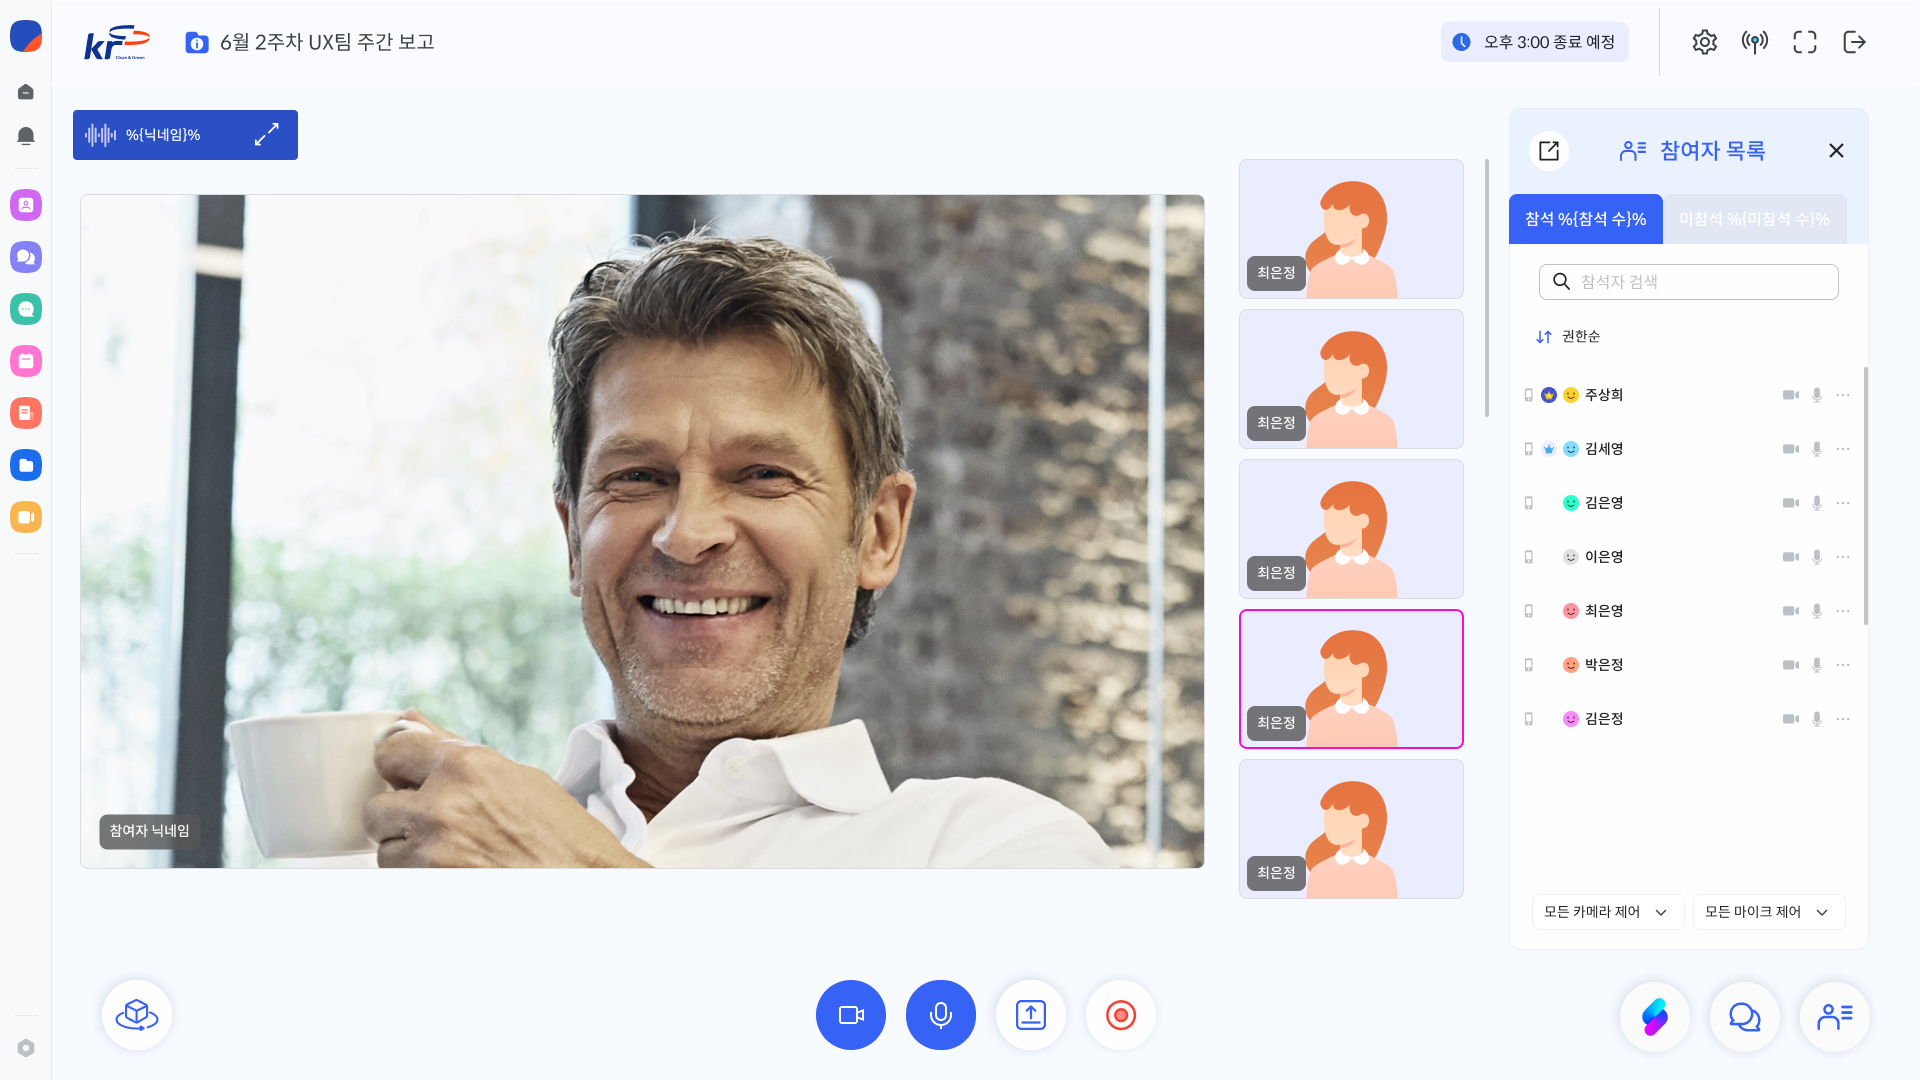 kr
Clean & Green
6월 2주차 UX팀 주간 보고
오후 3:00 종료 예정
%{닉네임}%
참여자 닉네임
최은정
최은정
최은정
최은정
최은정
참여자 목록
참석 %{참석 수}%
미참석 %{미참석 수}%
참석자 검색
권한순
주상희
김세영
김은영
이은영
최은영
박은정
김은정
모든 카메라 제어
모든 마이크 제어